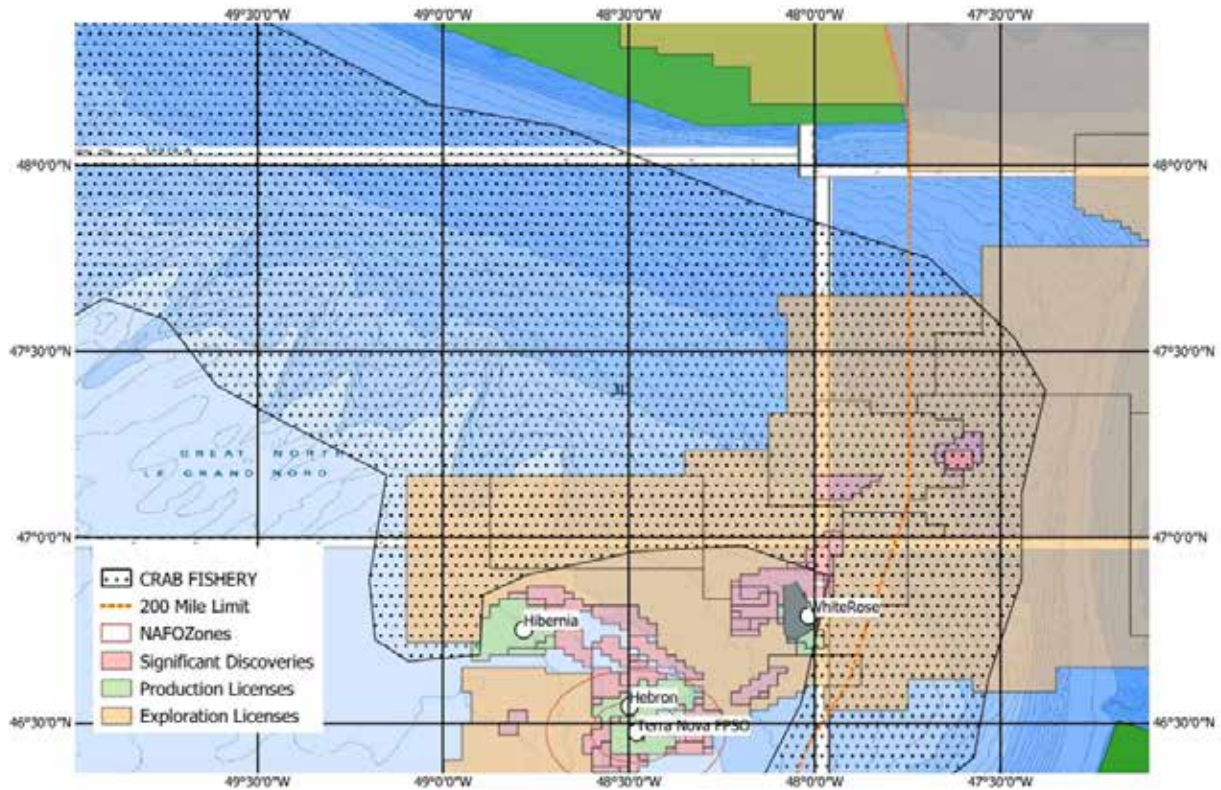 49°30'0"W 49°0'0"W 48°30'0"W 48°0'0"W 47°30'0"W
48°0'0"N 48°0'0"N
47°30'0"N 47°30'0"N
GREAT NORTH
LE GRAND NORD
47°0'0"N 47°0'0"N
CRAB FISHERY
200 Mile Limit
NAFOZones
Significant Discoveries
Production Licenses
Exploration Licenses
WhiteRose
Hibernia
Hebron
Terra Nova FPSO
46°30'0"N 46°30'0"N
49°30'0"W 49°0'0"W 48°30'0"W 48°0'0"W 47°30'0"W